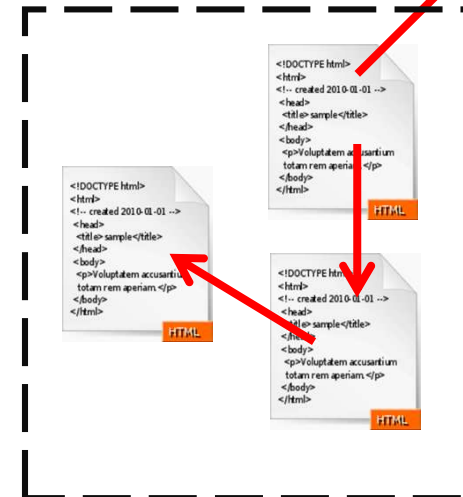 <!DOCTYPE html>
<html>
<!-- created 2010-01-01 -->
<head>
<title>sample</title>
</head>
<body>
<p>Voluptatem accusantium
totam rem aperiam.</p>
</body>
</html>
HTML
<!DOCTYPE html>
<html>
<!-- created 2010-01-01 -->
<head>
<title>sample</title>
</head>
<body>
<p>Voluptatem accusantium
totam rem aperiam.</p>
</body>
</html>
HTML
<!DOCTYPE html>
<html>
<!-- created 2010-01-01 -->
<head>
<title>sample</title>
</head>
<body>
<p>Voluptatem accusantium
totam rem aperiam.</p>
</body>
</html>
HTML